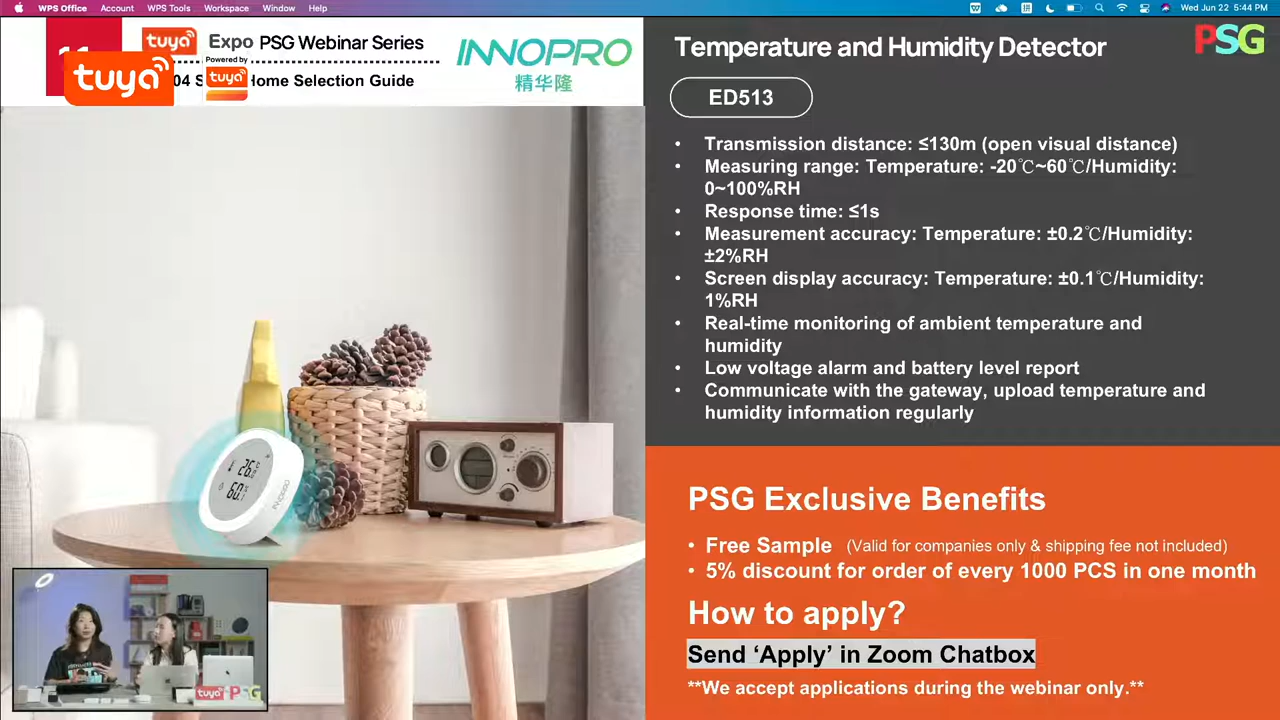 WPS Office Account WPS Tools Workspace Window Help
Wed Jun 22 5:44 PM
tuya
Expo PSG Webinar Series
Powered by
tuya
tuya
04 S
ome Selection Guide
INNOPRO
精华隆
Temperature and Humidity Detector
PSG
ED513
• Transmission distance: ≤130m (open visual distance)
• Measuring range: Temperature: -20℃~60℃/Humidity:
0~100%RH
• Response time: ≤1s
• Measurement accuracy: Temperature: ±0.2℃/Humidity:
±2%RH
• Screen display accuracy: Temperature: ±0.1℃/Humidity:
1%RH
• Real-time monitoring of ambient temperature and
humidity
• Low voltage alarm and battery level report
• Communicate with the gateway, upload temperature and
humidity information regularly
PSG Exclusive Benefits
• Free Sample (Valid for companies only & shipping fee not included)
• 5% discount for order of every 1000 PCS in one month
How to apply?
Send ‘Apply’ in Zoom Chatbox
**We accept applications during the webinar only.**
tuya PSG